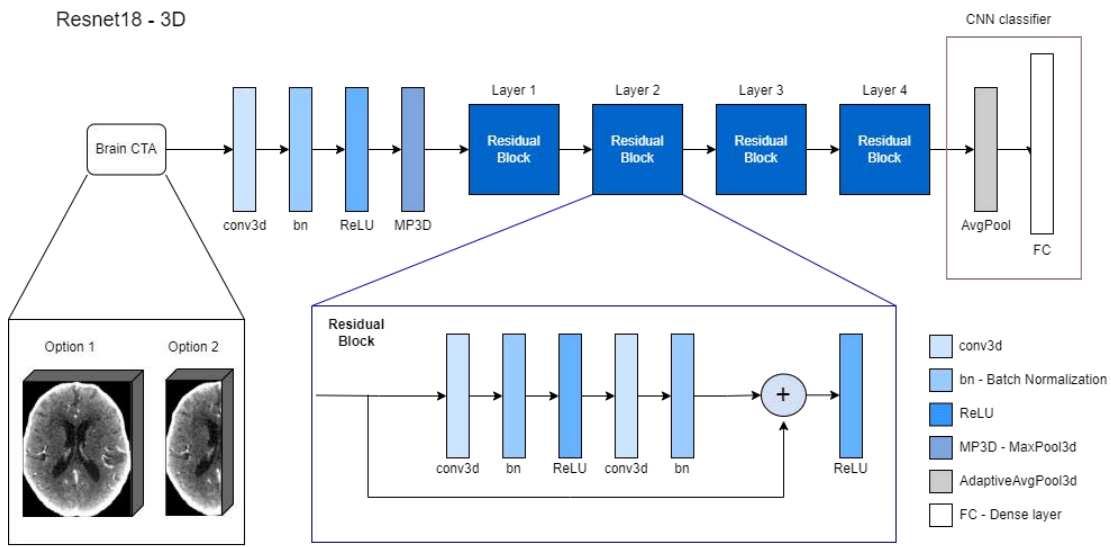 Resnet18 - 3D
CNN classifier
Layer 1
Layer 2
Layer 3
Layer 4
Brain CTA
Residual
Block
Residual
Block
Residual
Block
Residual
Block
conv3d
bn
ReLU
MP3D
AvgPool
FC
Option 1
Option 2
Residual
Block
conv3d
bn
ReLU
conv3d
bn
+
ReLU
conv3d
bn - Batch Normalization
ReLU
MP3D - MaxPool3d
AdaptiveAvgPool3d
FC - Dense layer